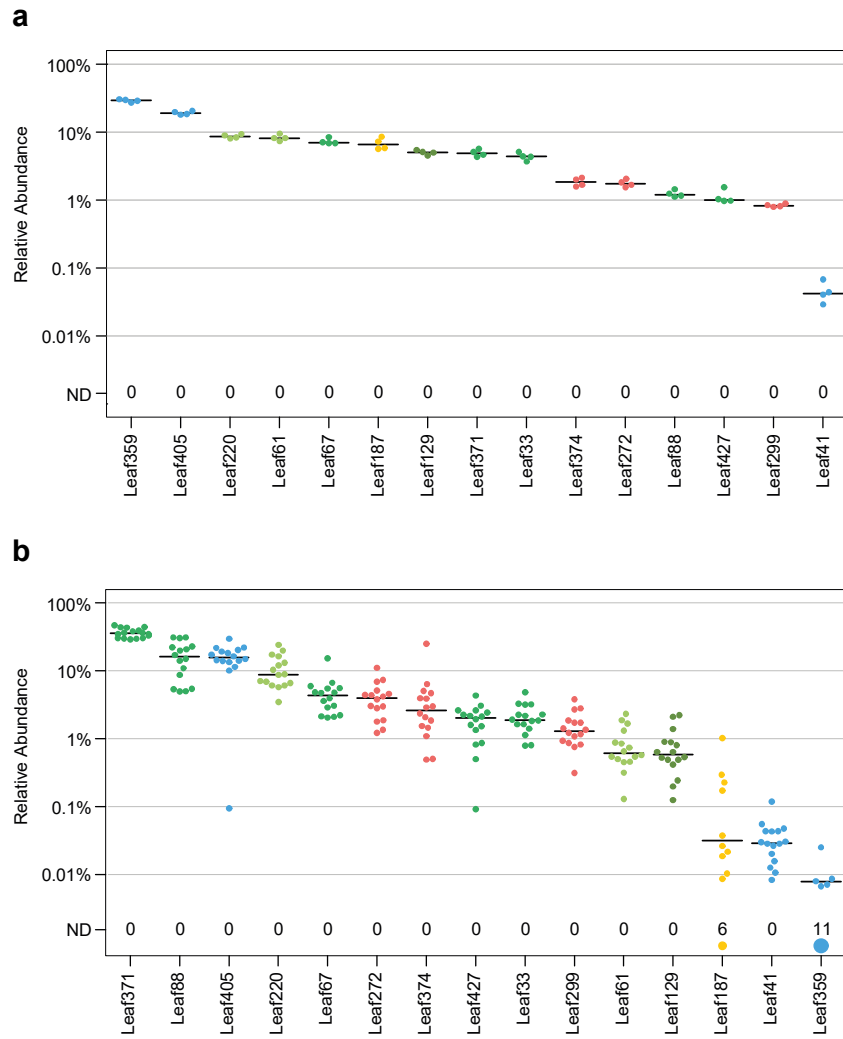 a
Relative Abundance
100%
10%
1%
0.1%
0.01%
ND
0 0 0 0 0 0 0 0 0 0 0 0 0 0 0
Leaf359 Leaf405 Leaf220 Leaf61 Leaf67 Leaf187 Leaf129 Leaf371 Leaf33 Leaf374 Leaf272 Leaf88 Leaf427 Leaf299 Leaf41
b
Relative Abundance
100%
10%
1%
0.1%
0.01%
ND
0 0 0 0 0 0 0 0 0 0 0 0 6 0 11
Leaf371 Leaf88 Leaf405 Leaf220 Leaf67 Leaf272 Leaf374 Leaf427 Leaf33 Leaf299 Leaf61 Leaf129 Leaf187 Leaf41 Leaf359